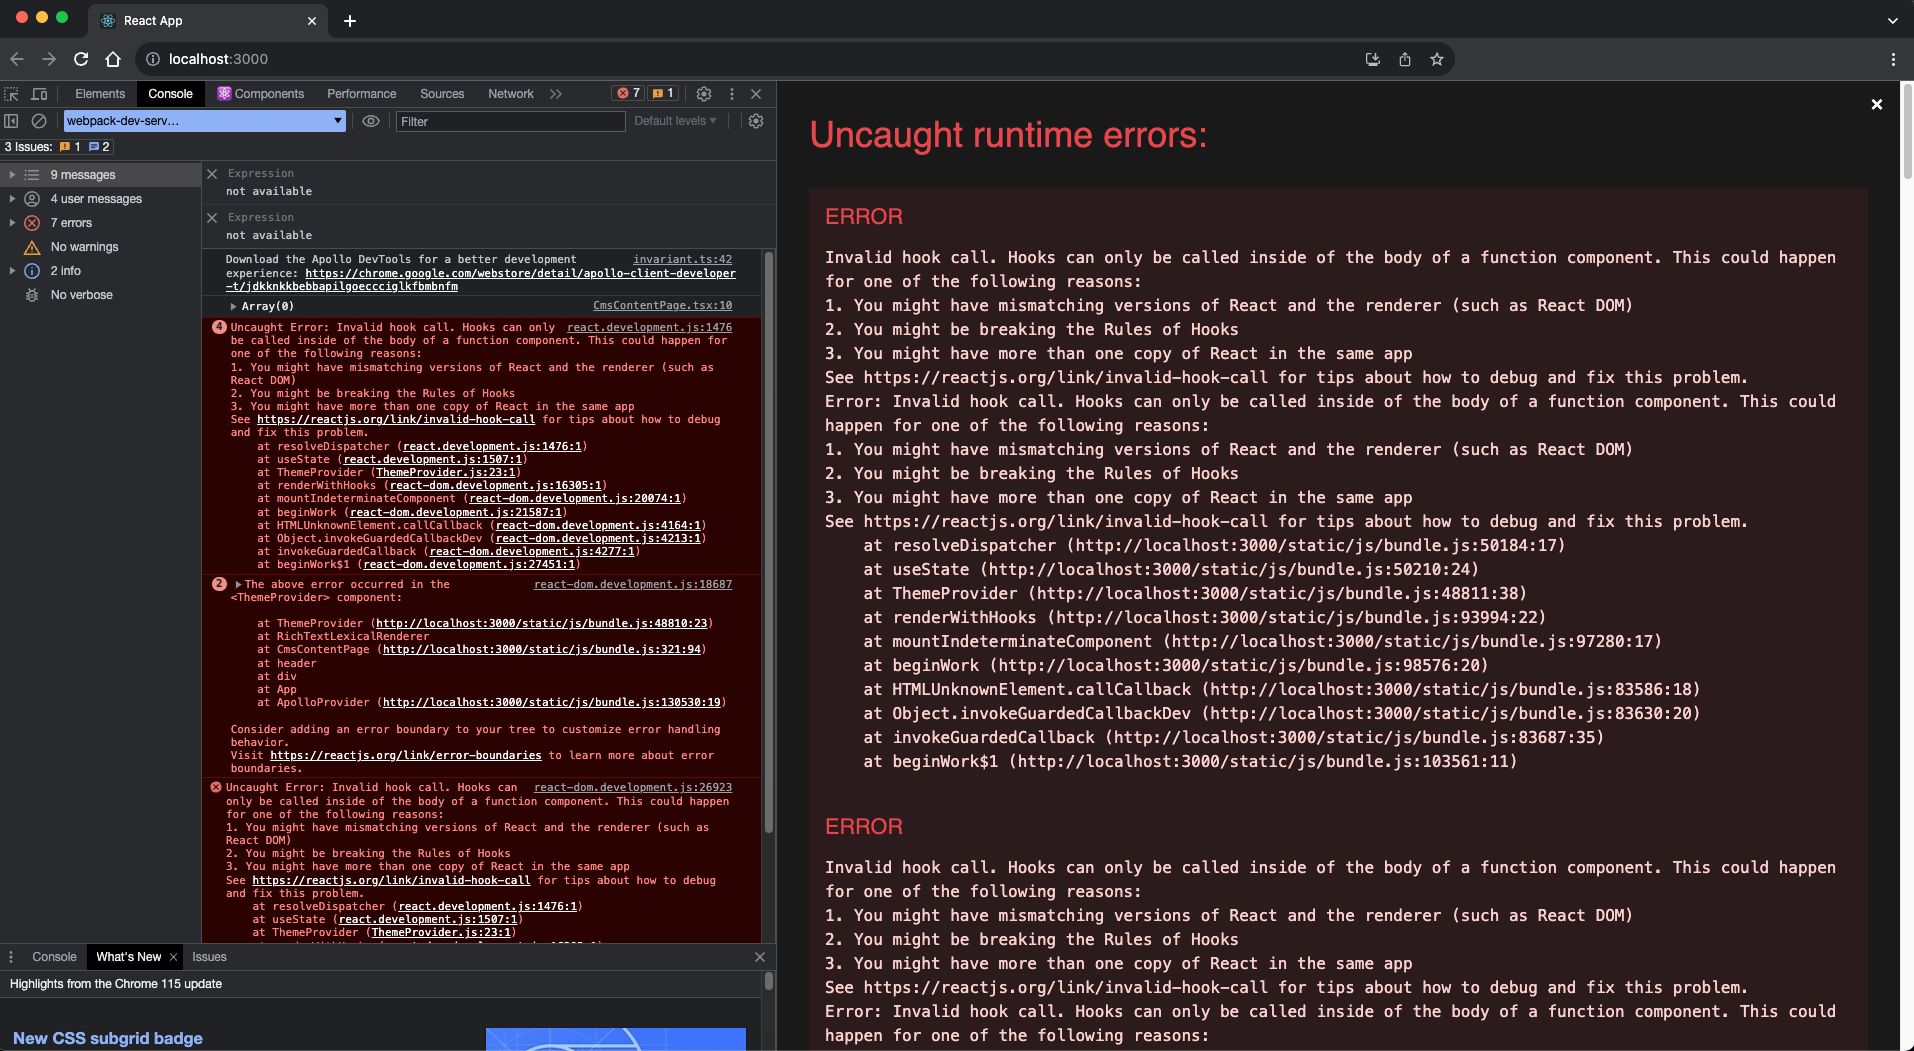 React App
localhost:3000
Elements Console Components Performance Sources Network 7 1
webpack-dev-serv... Filter Default levels
3 Issues: 1 2
9 messages
4 user messages
7 errors
No warnings
2 info
No verbose
Expression
not available
Expression
not available
Download the Apollo DevTools for a better development invariant.ts:42
experience: https://chrome.google.com/webstore/detail/apollo-client-developer
-t/jdkknkkbebbapilgoeccciglkfbmbnfm
Array(0) CmsContentPage.tsx:10
4 Uncaught Error: Invalid hook call. Hooks can only react.development.js:1476
be called inside of the body of a function component. This could happen for
one of the following reasons:
1. You might have mismatching versions of React and the renderer (such as
React DOM)
2. You might be breaking the Rules of Hooks
3. You might have more than one copy of React in the same app
See https://reactjs.org/link/invalid-hook-call for tips about how to debug
and fix this problem.
at resolveDispatcher (react.development.js:1476:1)
at useState (react.development.js:1507:1)
at ThemeProvider (ThemeProvider.js:23:1)
at renderWithHooks (react-dom.development.js:16305:1)
at mountIndeterminateComponent (react-dom.development.js:20074:1)
at beginWork (react-dom.development.js:21587:1)
at HTMLUnknownElement.callCallback (react-dom.development.js:4164:1)
at Object.invokeGuardedCallbackDev (react-dom.development.js:4213:1)
at invokeGuardedCallback (react-dom.development.js:4277:1)
at beginWork$1 (react-dom.development.js:27451:1)
2 The above error occurred in the react-dom.development.js:18687
<ThemeProvider> component:
at ThemeProvider (http://localhost:3000/static/js/bundle.js:48810:23)
at RichTextLexicalRenderer
at CmsContentPage (http://localhost:3000/static/js/bundle.js:321:94)
at header
at div
at App
at ApolloProvider (http://localhost:3000/static/js/bundle.js:130530:19)
Consider adding an error boundary to your tree to customize error handling
behavior.
Visit https://reactjs.org/link/error-boundaries to learn more about error
boundaries.
Uncaught Error: Invalid hook call. Hooks can react-dom.development.js:26923
only be called inside of the body of a function component. This could happen
for one of the following reasons:
1. You might have mismatching versions of React and the renderer (such as
React DOM)
2. You might be breaking the Rules of Hooks
3. You might have more than one copy of React in the same app
See https://reactjs.org/link/invalid-hook-call for tips about how to debug
and fix this problem.
at resolveDispatcher (react.development.js:1476:1)
at useState (react.development.js:1507:1)
at ThemeProvider (ThemeProvider.js:23:1)
Console What's New Issues
Highlights from the Chrome 115 update
New CSS subgrid badge
Uncaught runtime errors:
ERROR
Invalid hook call. Hooks can only be called inside of the body of a function component. This could happen
for one of the following reasons:
1. You might have mismatching versions of React and the renderer (such as React DOM)
2. You might be breaking the Rules of Hooks
3. You might have more than one copy of React in the same app
See https://reactjs.org/link/invalid-hook-call for tips about how to debug and fix this problem.
Error: Invalid hook call. Hooks can only be called inside of the body of a function component. This could
happen for one of the following reasons:
1. You might have mismatching versions of React and the renderer (such as React DOM)
2. You might be breaking the Rules of Hooks
3. You might have more than one copy of React in the same app
See https://reactjs.org/link/invalid-hook-call for tips about how to debug and fix this problem.
at resolveDispatcher (http://localhost:3000/static/js/bundle.js:50184:17)
at useState (http://localhost:3000/static/js/bundle.js:50210:24)
at ThemeProvider (http://localhost:3000/static/js/bundle.js:48811:38)
at renderWithHooks (http://localhost:3000/static/js/bundle.js:93994:22)
at mountIndeterminateComponent (http://localhost:3000/static/js/bundle.js:97280:17)
at beginWork (http://localhost:3000/static/js/bundle.js:98576:20)
at HTMLUnknownElement.callCallback (http://localhost:3000/static/js/bundle.js:83586:18)
at Object.invokeGuardedCallbackDev (http://localhost:3000/static/js/bundle.js:83630:20)
at invokeGuardedCallback (http://localhost:3000/static/js/bundle.js:83687:35)
at beginWork$1 (http://localhost:3000/static/js/bundle.js:103561:11)
ERROR
Invalid hook call. Hooks can only be called inside of the body of a function component. This could happen
for one of the following reasons:
1. You might have mismatching versions of React and the renderer (such as React DOM)
2. You might be breaking the Rules of Hooks
3. You might have more than one copy of React in the same app
See https://reactjs.org/link/invalid-hook-call for tips about how to debug and fix this problem.
Error: Invalid hook call. Hooks can only be called inside of the body of a function component. This could
happen for one of the following reasons: